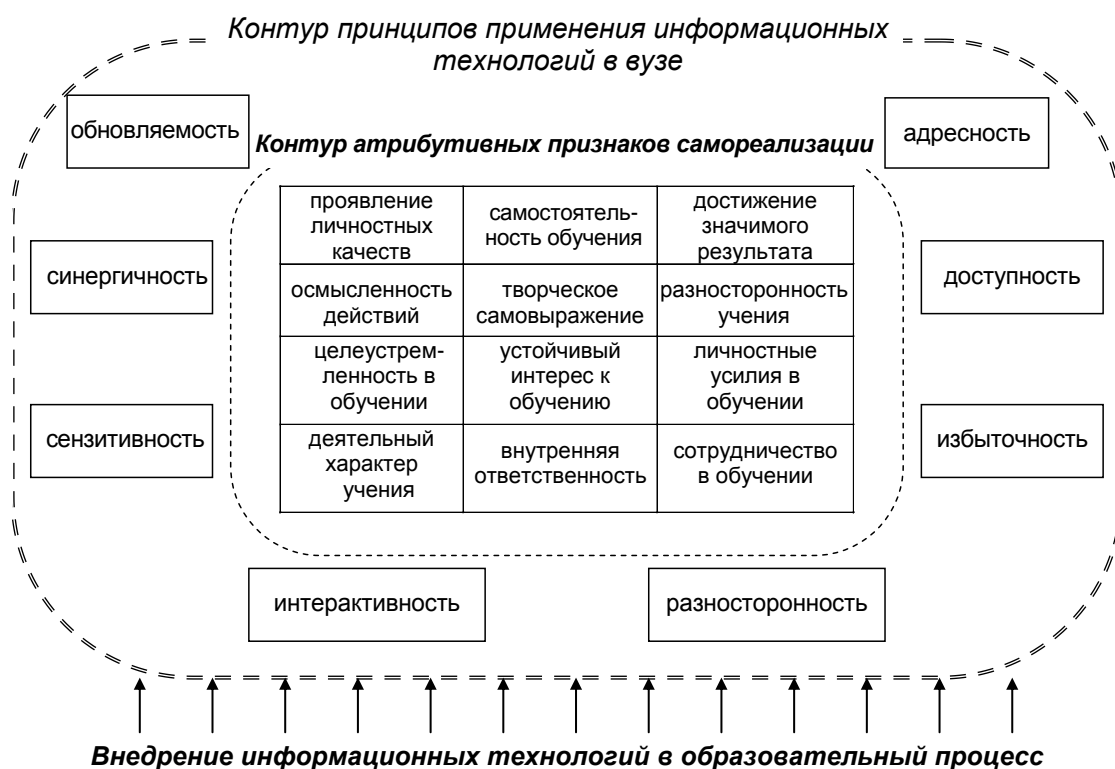 Контур принципов применения информационных
технологий в вузе
обновляемость
адресность
Контур атрибутивных признаков самореализации
проявление
личностных
качеств
самостоятель-
ность обучения
достижение
значимого
результата
синергичность
доступность
осмысленность
действий
творческое
самовыражение
разносторонность
учения
целеустрем-
ленность в
обучении
устойчивый
интерес к
обучению
личностные
усилия в
обучении
сензитивность
избыточность
деятельный
характер
учения
внутренняя
ответственность
сотрудничество
в обучении
интерактивность
разносторонность
Внедрение информационных технологий в образовательный процесс